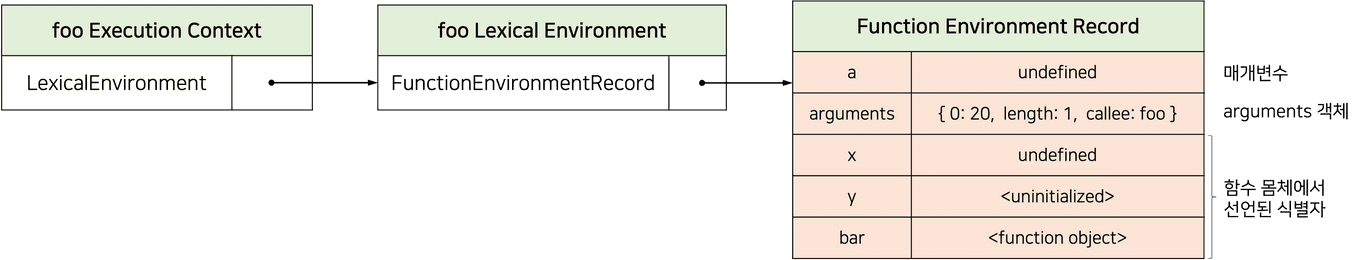 foo Execution Context
LexicalEnvironment
foo Lexical Environment
FunctionEnvironmentRecord
Function Environment Record
a undefined 매개변수
arguments { 0: 20, length: 1, callee: foo } arguments 객체
x undefined
y <uninitialized>
bar <function object>
함수 몸체에서
선언된 식별자